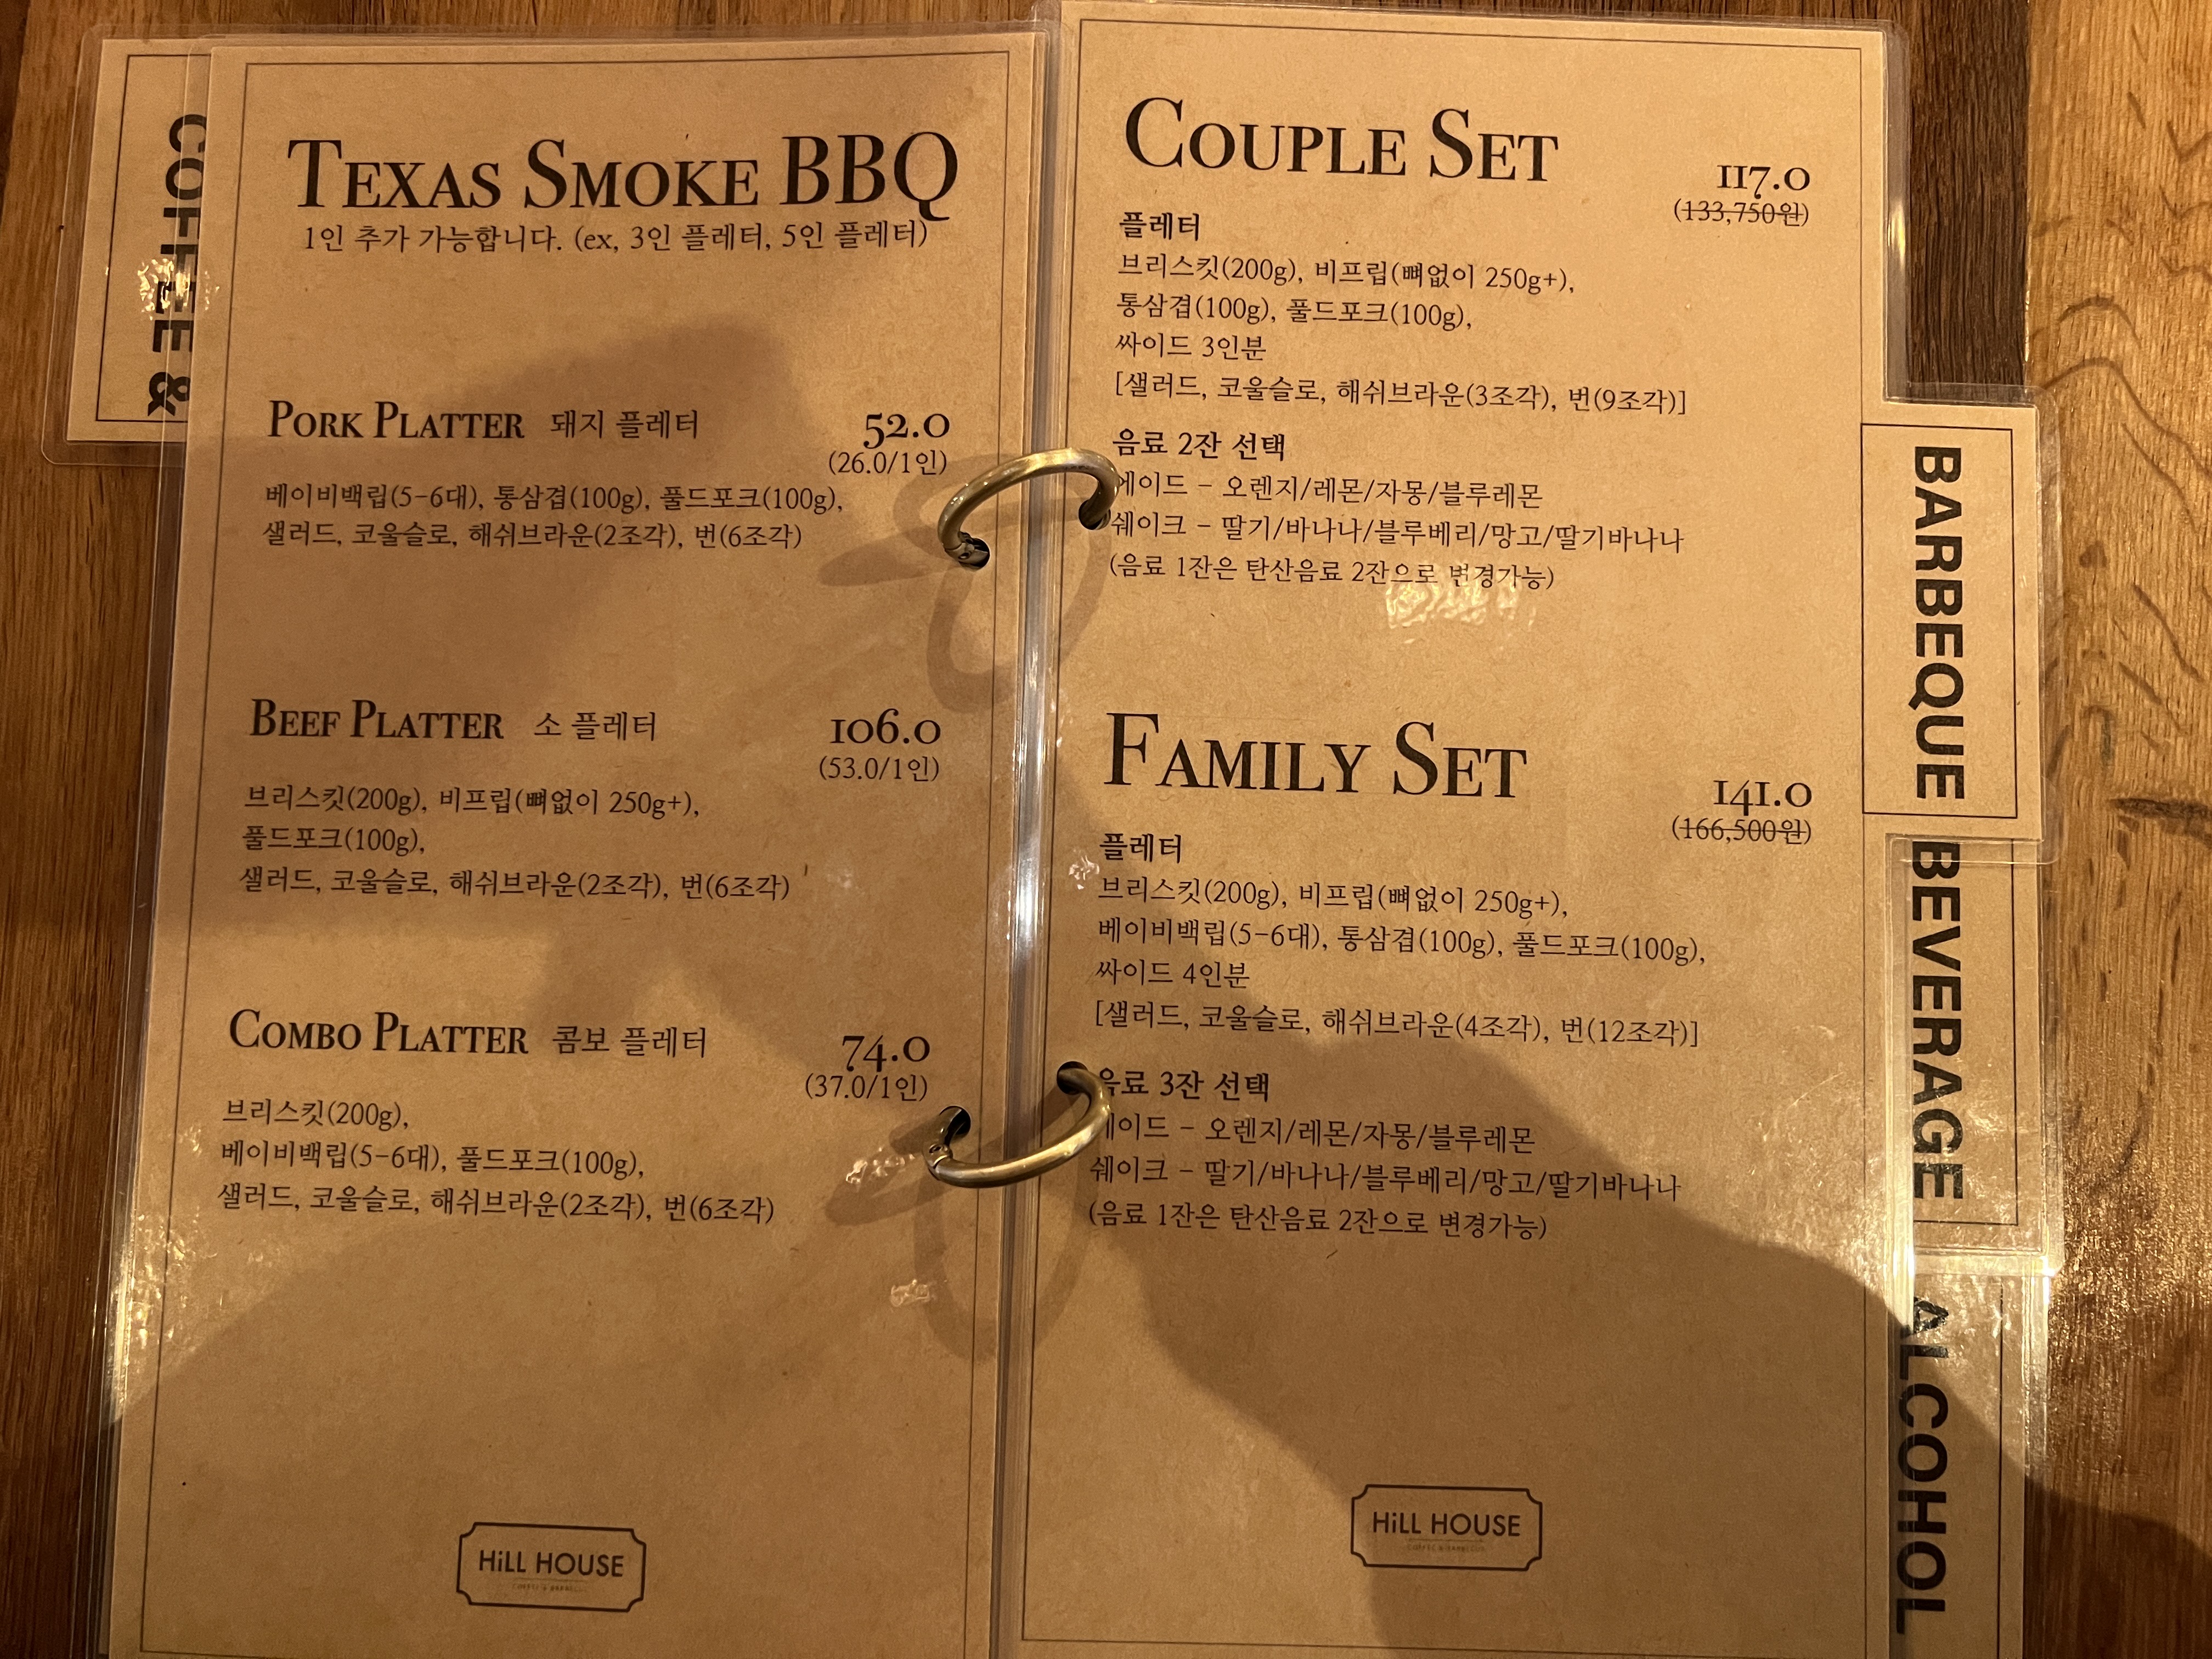 COFFEE &
TEXAS SMOKE BBQ
1인 추가 가능합니다. (ex, 3인 플레터, 5인 플레터)
PORK PLATTER 돼지 플레터 52.0
(26.0/1인)
베이비백립(5-6대), 통삼겹(100g), 풀드포크(100g),
샐러드, 코울슬로, 해쉬브라운(2조각), 번(6조각)
BEEF PLATTER 소 플레터 106.0
(53.0/1인)
브리스킷(200g), 비프립(뼈없이 250g+),
풀드포크(100g),
샐러드, 코울슬로, 해쉬브라운(2조각), 번(6조각)
COMBO PLATTER 콤보 플레터 74.0
(37.0/1인)
브리스킷(200g),
베이비백립(5-6대), 풀드포크(100g),
샐러드, 코울슬로, 해쉬브라운(2조각), 번(6조각)
HiLL HOUSE
COUPLE SET 117.0
(133,750원)
플레터
브리스킷(200g), 비프립(뼈없이 250g+),
통삼겹(100g), 풀드포크(100g),
싸이드 3인분
[샐러드, 코울슬로, 해쉬브라운(3조각), 번(9조각)]
음료 2잔 선택
에이드 - 오렌지/레몬/자몽/블루레몬
쉐이크 - 딸기/바나나/블루베리/망고/딸기바나나
(음료 1잔은 탄산음료 2잔으로 변경가능)
FAMILY SET 141.0
(166,500원)
플레터
브리스킷(200g), 비프립(뼈없이 250g+),
베이비백립(5-6대), 통삼겹(100g), 풀드포크(100g),
싸이드 4인분
[샐러드, 코울슬로, 해쉬브라운(4조각), 번(12조각)]
음료 3잔 선택
에이드 - 오렌지/레몬/자몽/블루레몬
쉐이크 - 딸기/바나나/블루베리/망고/딸기바나나
(음료 1잔은 탄산음료 2잔으로 변경가능)
HiLL HOUSE
BARBEQUE
BEVERAGE
ALCOHOL